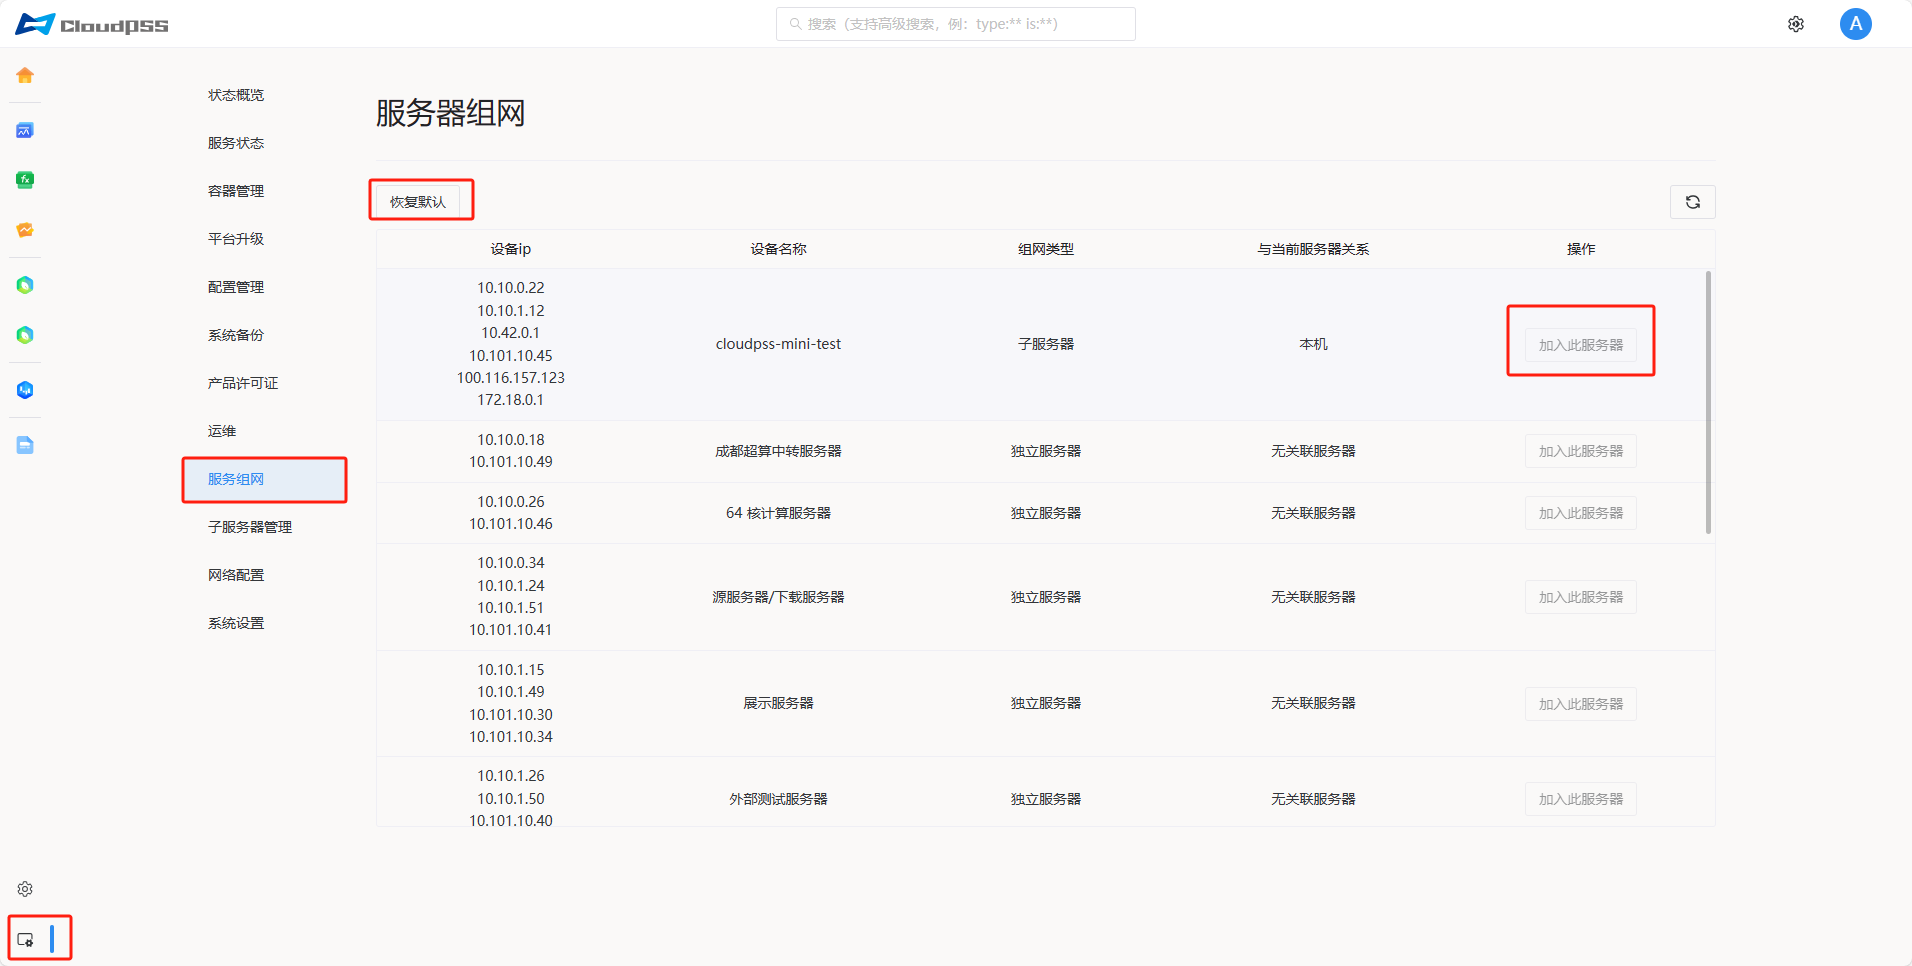 CloudPSS
搜索（支持高级搜索，例：type:** is:**）
A
状态概览
服务状态
容器管理
平台升级
配置管理
系统备份
产品许可证
运维
服务组网
子服务器管理
网络配置
系统设置
服务器组网
恢复默认
设备ip 设备名称 组网类型 与当前服务器关系 操作
10.10.0.22
10.10.1.12
10.42.0.1
10.101.10.45
100.116.157.123
172.18.0.1
cloudpss-mini-test 子服务器 本机 加入此服务器
10.10.0.18
10.101.10.49
成都超算中转服务器 独立服务器 无关联服务器 加入此服务器
10.10.0.26
10.101.10.46
64 核计算服务器 独立服务器 无关联服务器 加入此服务器
10.10.0.34
10.10.1.24
10.10.1.51
10.101.10.41
源服务器/下载服务器 独立服务器 无关联服务器 加入此服务器
10.10.1.15
10.10.1.49
10.101.10.30
10.101.10.34
展示服务器 独立服务器 无关联服务器 加入此服务器
10.10.1.26
10.10.1.50
10.101.10.40
外部测试服务器 独立服务器 无关联服务器 加入此服务器